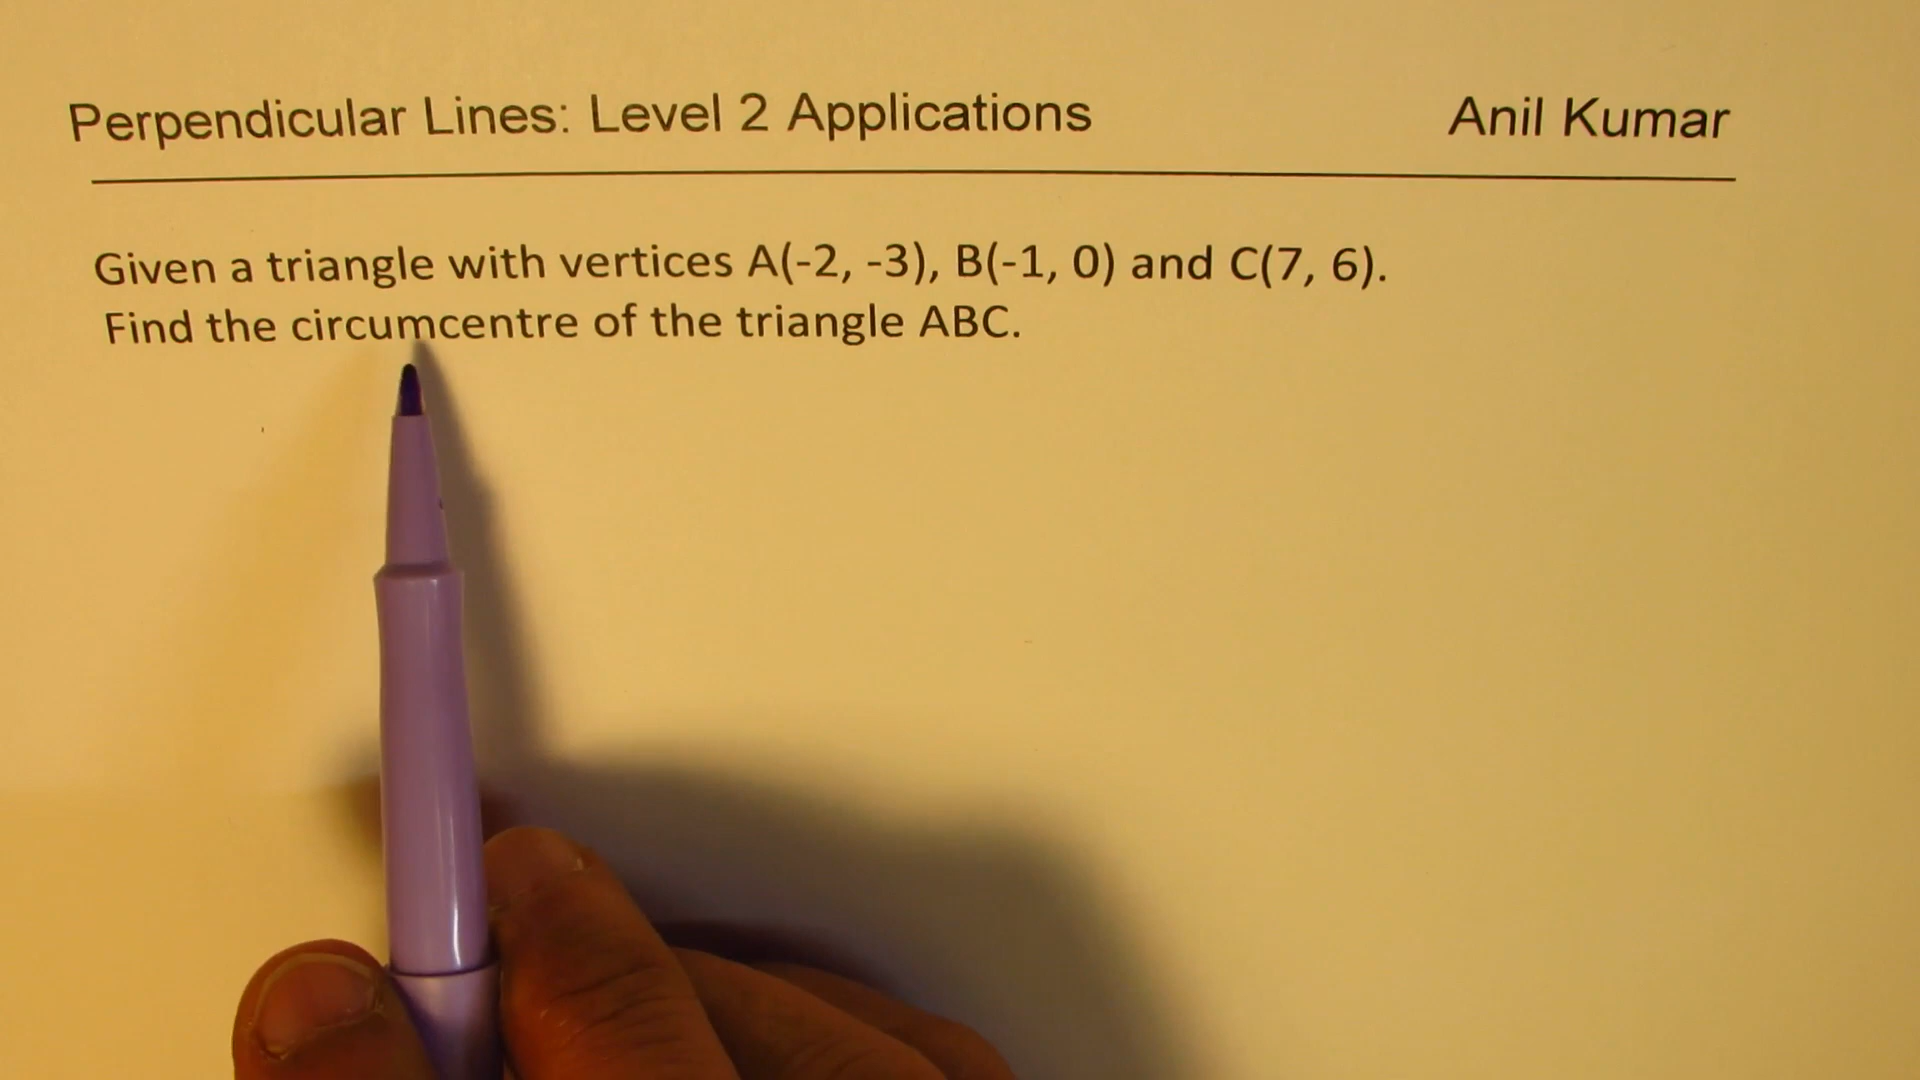 Perpendicular Lines: Level 2 Applications Anil Kumar
Given a triangle with vertices A(-2, -3), B(-1, 0) and C(7, 6).
Find the circumcentre of the triangle ABC.